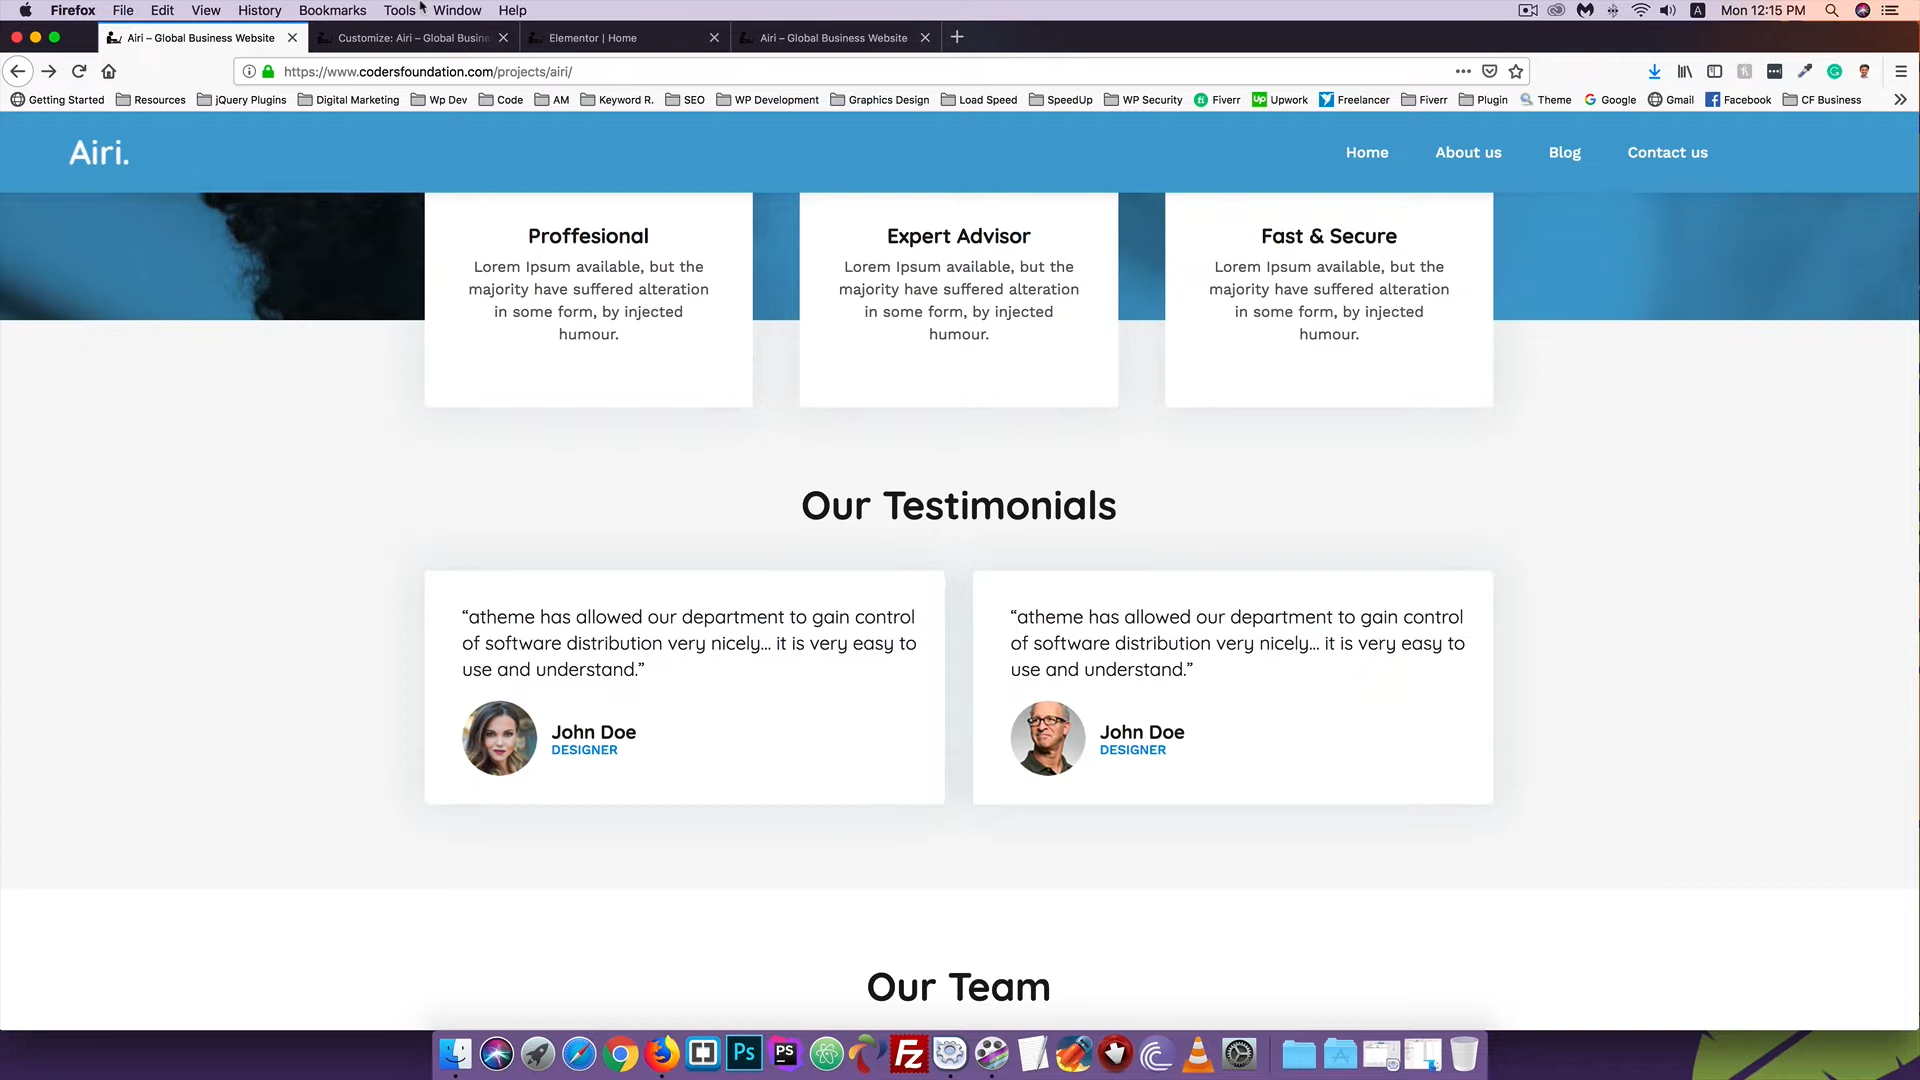 Firefox File Edit View History Bookmarks Tools Window Help Mon 12:15 PM
Airi – Global Business Website Customize: Airi – Global Busine Elementor | Home Airi – Global Business Website
https://www.codersfoundation.com/projects/airi/
Getting Started Resources jQuery Plugins Digital Marketing Wp Dev Code AM Keyword R. SEO WP Development Graphics Design Load Speed SpeedUp WP Security Fiverr Upwork Freelancer Fiverr Plugin Theme Google Gmail Facebook CF Business
Airi. Home About us Blog Contact us
Proffesional
Lorem Ipsum available, but the
majority have suffered alteration
in some form, by injected
humour.
Expert Advisor
Lorem Ipsum available, but the
majority have suffered alteration
in some form, by injected
humour.
Fast & Secure
Lorem Ipsum available, but the
majority have suffered alteration
in some form, by injected
humour.
Our Testimonials
“atheme has allowed our department to gain control
of software distribution very nicely... it is very easy to
use and understand.”
John Doe
DESIGNER
“atheme has allowed our department to gain control
of software distribution very nicely... it is very easy to
use and understand.”
John Doe
DESIGNER
Our Team
Ps PS FZ